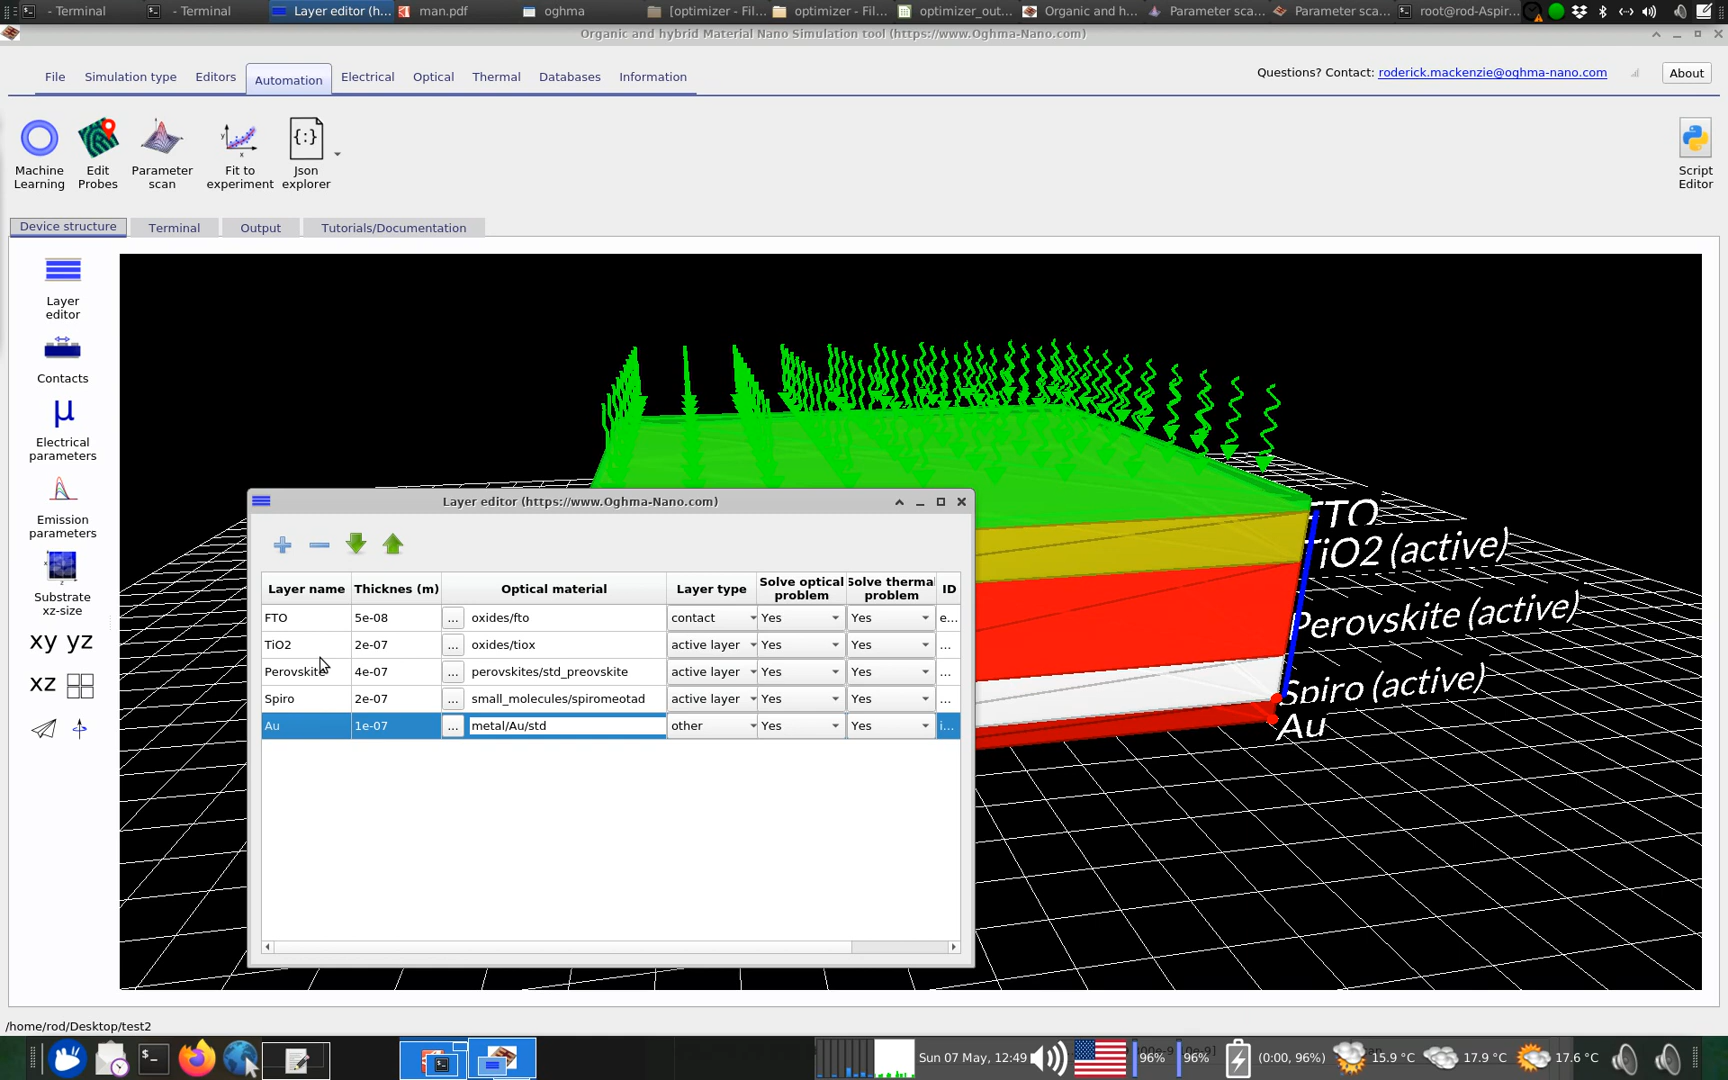 - Terminal
- Terminal
Layer editor (h...
man.pdf
oghma
[optimizer - Fil...
optimizer - Fil...
optimizer_out...
Organic and h...
Parameter sca...
Parameter sca...
root@rod-Aspir...
Organic and hybrid Material Nano Simulation tool (https://www.Oghma-Nano.com)
File
Simulation type
Editors
Automation
Electrical
Optical
Thermal
Databases
Information
Questions? Contact: roderick.mackenzie@oghma-nano.com
About
Machine
Learning
Edit
Probes
Parameter
scan
Fit to
experiment
Json
explorer
Script
Editor
Device structure
Terminal
Output
Tutorials/Documentation
Layer
editor
Contacts
μ
Electrical
parameters
Emission
parameters
Substrate
xz-size
xy yz
xz
FTO
TiO2 (active)
Perovskite (active)
Spiro (active)
Au
Layer editor (https://www.Oghma-Nano.com)
Layer name
Thicknes (m)
Optical material
Layer type
Solve optical
problem
Solve therma
problem
ID
FTO 5e-08 ... oxides/fto contact Yes Yes e...
TiO2 2e-07 ... oxides/tiox active layer Yes Yes ...
Perovskite 4e-07 ... perovskites/std_preovskite active layer Yes Yes ...
Spiro 2e-07 ... small_molecules/spiromeotad active layer Yes Yes ...
Au 1e-07 ... metal/Au/std other Yes Yes i...
/home/rod/Desktop/test2
Sun 07 May, 12:49
96%
96%
(0:00, 96%)
15.9 °C
17.9 °C
17.6 °C